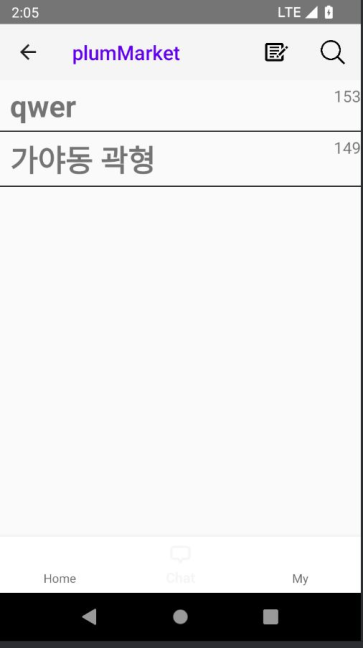 2:05 LTE
plumMarket
qwer 153
가야동 곽형 149
Home Chat My